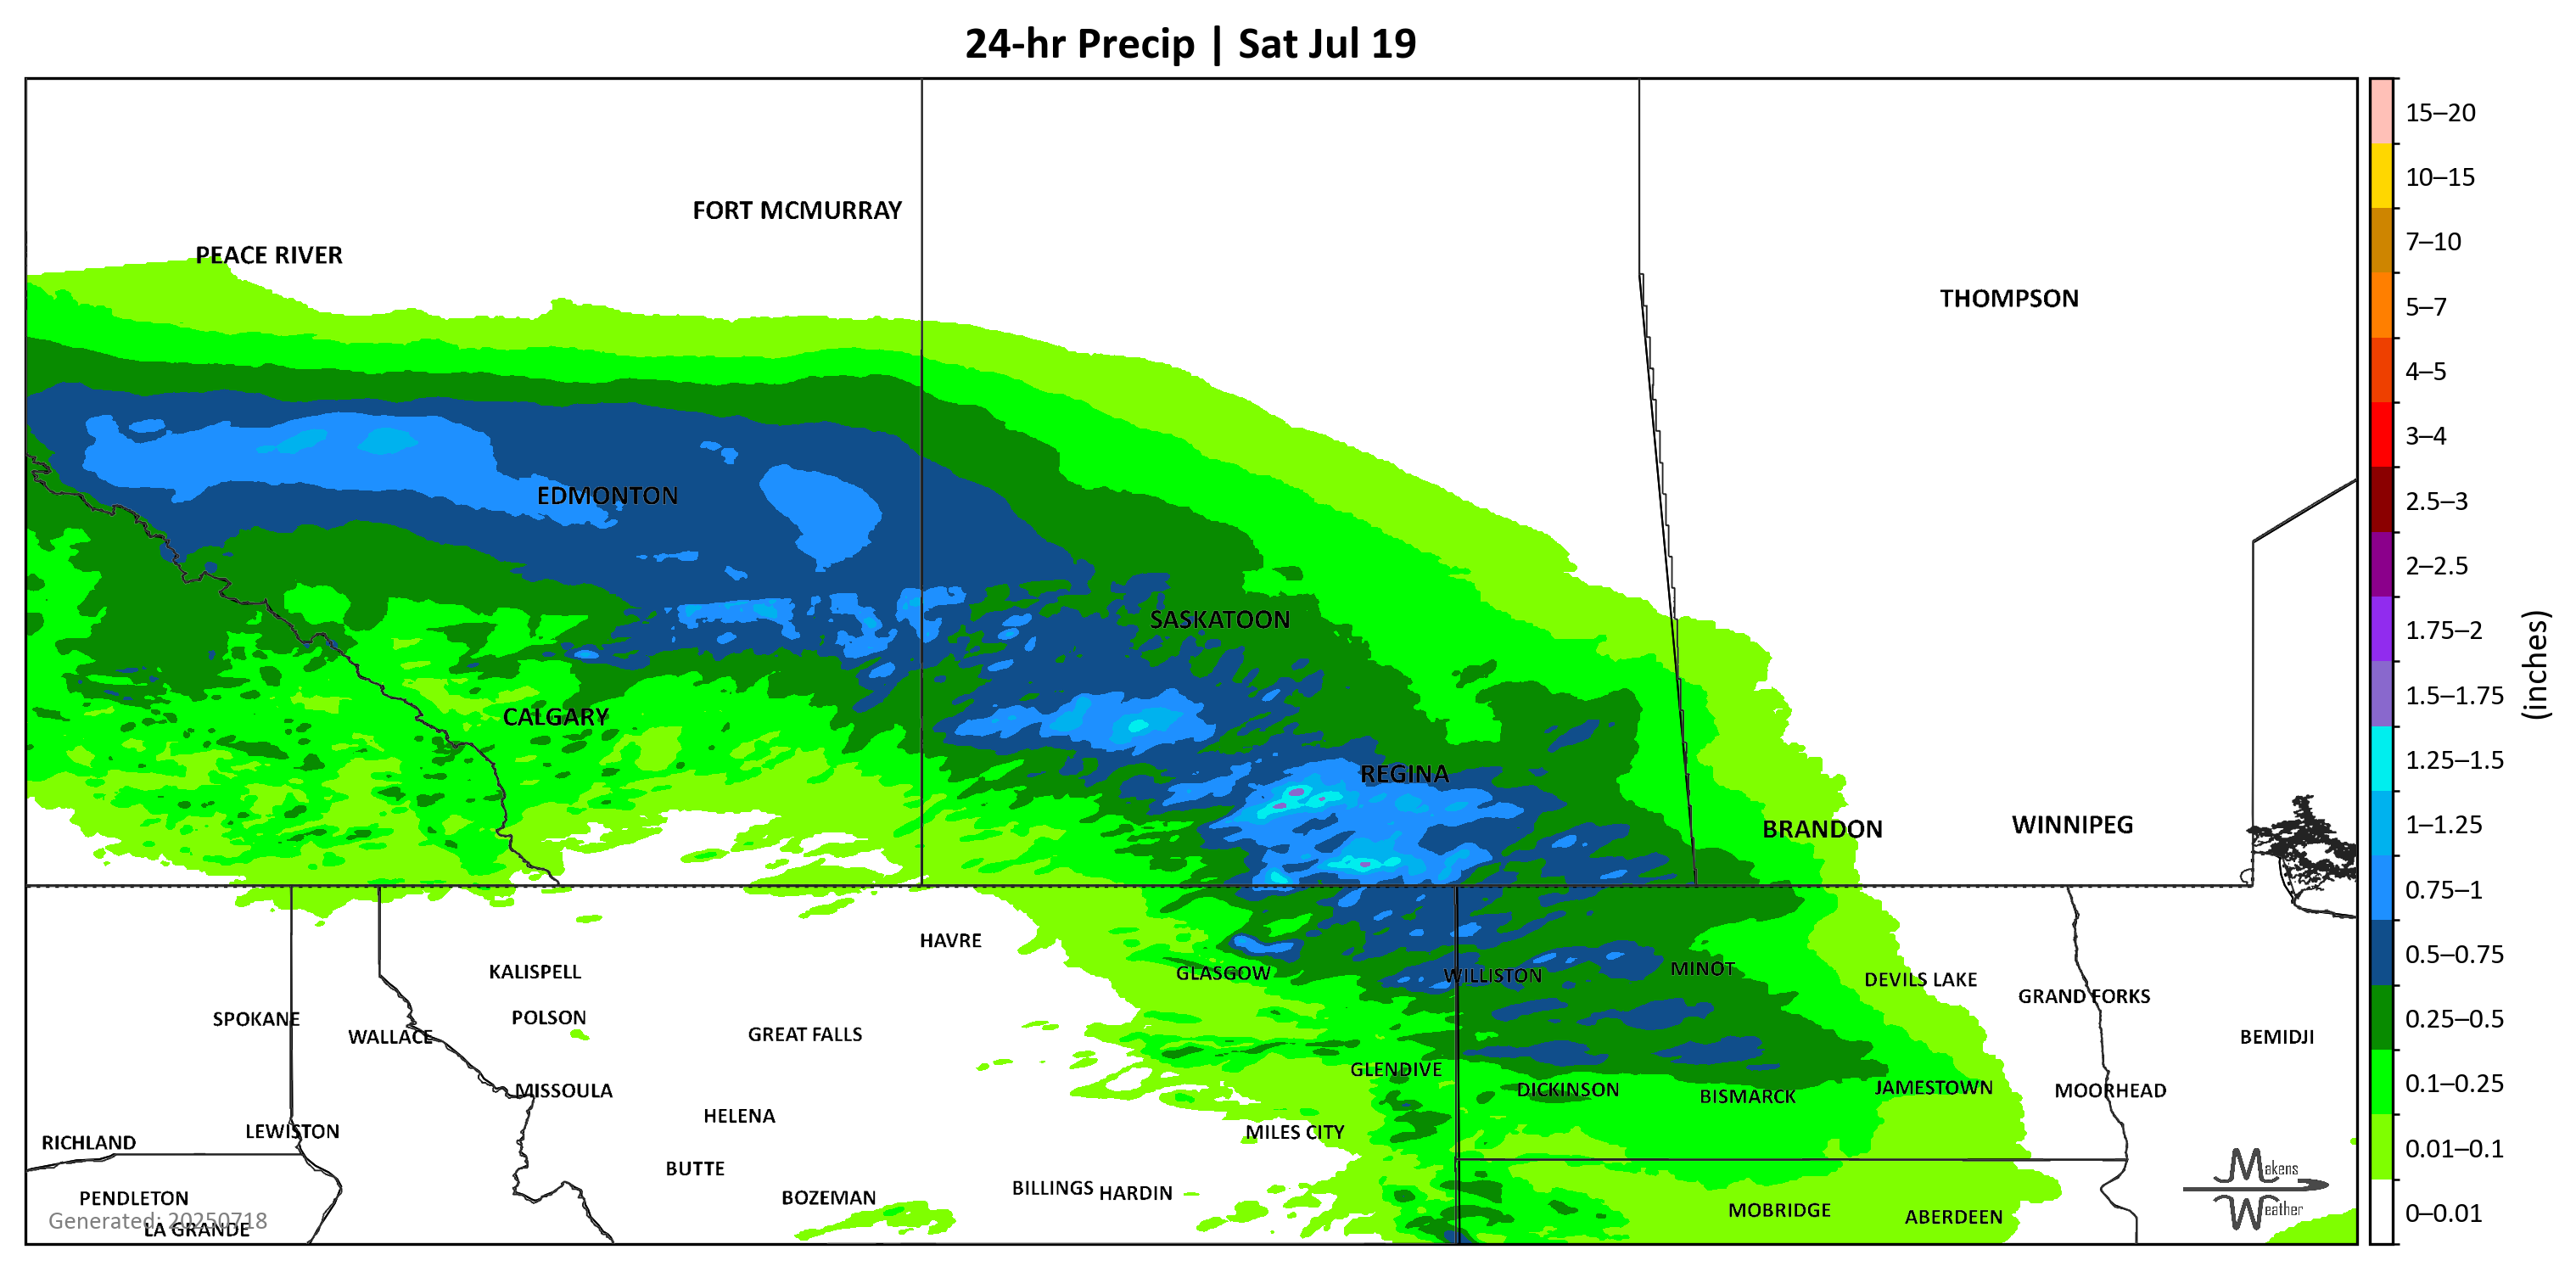 24-hr Precip | Sat Jul 19
FORT MCMURRAY
PEACE RIVER
THOMPSON
EDMONTON
SASKATOON
CALGARY
REGINA
BRANDON
WINNIPEG
HAVRE
KALISPELL
GLASGOW
WILLISTON
MINOT
DEVILS LAKE
GRAND FORKS
SPOKANE
POLSON
WALLACE
GREAT FALLS
BEMIDJI
GLENDIVE
MISSOULA
DICKINSON
BISMARCK
JAMESTOWN
MOORHEAD
HELENA
LEWISTON
MILES CITY
RICHLAND
BUTTE
PENDLETON
BOZEMAN
BILLINGS
HARDIN
MOBRIDGE
ABERDEEN
Generated: 20250718
LA GRANDE
Makens
Weather
15–20
10–15
7–10
5–7
4–5
3–4
2.5–3
2–2.5
1.75–2
1.5–1.75
1.25–1.5
1–1.25
0.75–1
0.5–0.75
0.25–0.5
0.1–0.25
0.01–0.1
0–0.01
(inches)